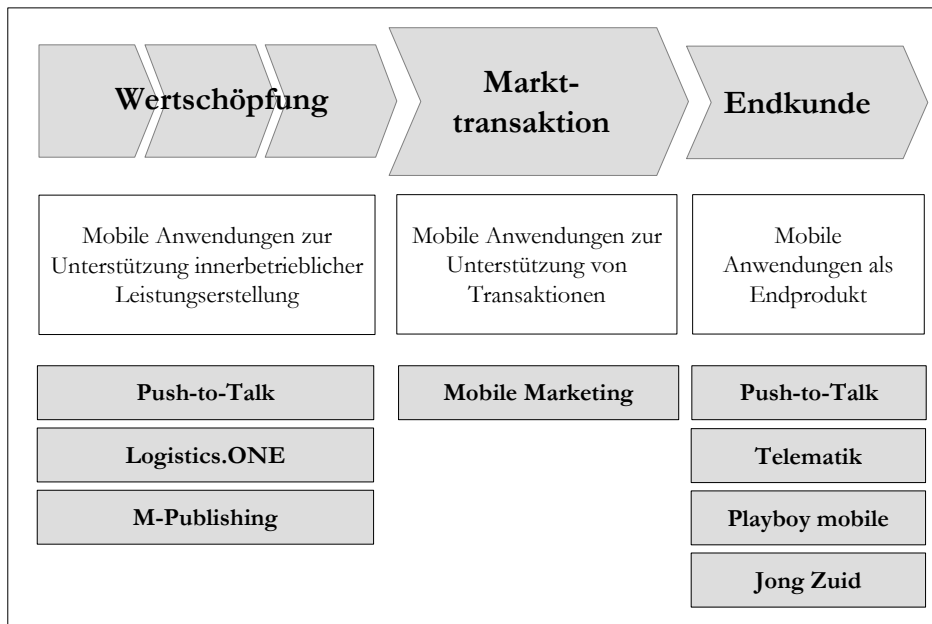 Wertschöpfung
Markt-
transaktion
Endkunde
Mobile Anwendungen zur
Unterstützung innerbetrieblicher
Leistungserstellung
Mobile Anwendungen zur
Unterstützung von
Transaktionen
Mobile
Anwendungen als
Endprodukt
Push-to-Talk
Logistics.ONE
M-Publishing
Mobile Marketing
Push-to-Talk
Telematik
Playboy mobile
Jong Zuid